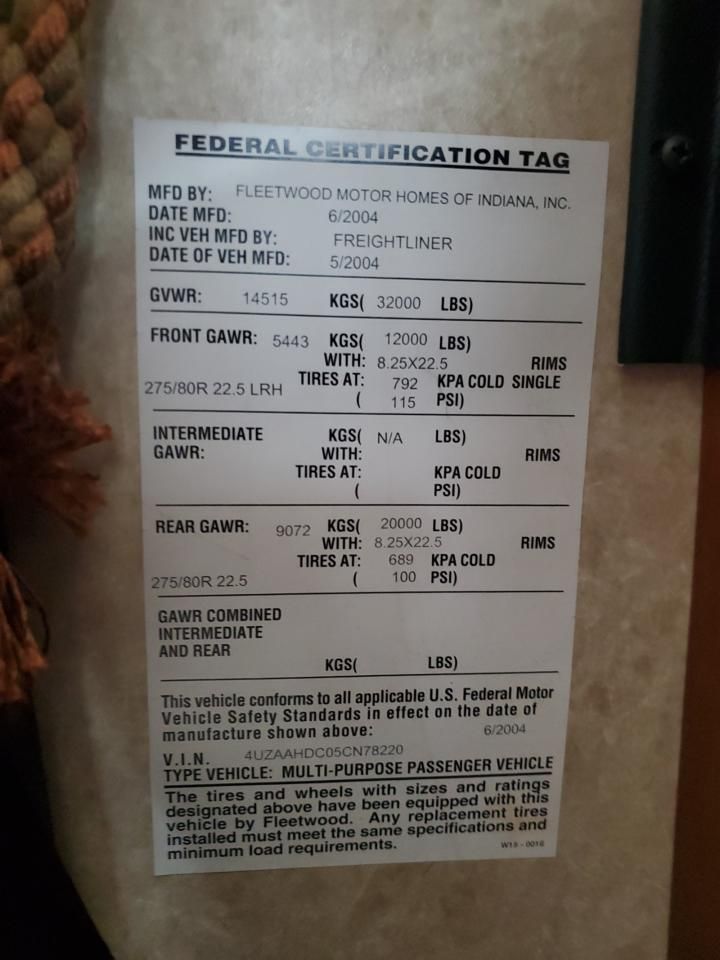 FEDERAL CERTIFICATION TAG
MFD BY: FLEETWOOD MOTOR HOMES OF INDIANA, INC.
DATE MFD: 6/2004
INC VEH MFD BY: FREIGHTLINER
DATE OF VEH MFD: 5/2004
GVWR: 14515 KGS( 32000 LBS)
FRONT GAWR: 5443 KGS( 12000 LBS)
WITH: 8.25X22.5 RIMS
275/80R 22.5 LRH TIRES AT: 792 KPA COLD SINGLE
( 115 PSI)
INTERMEDIATE KGS( N/A LBS)
GAWR: WITH: RIMS
TIRES AT: KPA COLD
( PSI)
REAR GAWR: 9072 KGS( 20000 LBS)
WITH: 8.25X22.5 RIMS
TIRES AT: 689 KPA COLD
275/80R 22.5 ( 100 PSI)
GAWR COMBINED
INTERMEDIATE
AND REAR
KGS( LBS)
This vehicle conforms to all applicable U.S. Federal Motor
Vehicle Safety Standards in effect on the date of
manufacture shown above: 6/2004
V.I.N. 4UZAAHDC05CN78220
TYPE VEHICLE: MULTI-PURPOSE PASSENGER VEHICLE
The tires and wheels with sizes and ratings
designated above have been equipped with this
vehicle by Fleetwood. Any replacement tires
installed must meet the same specifications and
minimum load requirements. W15 - 0016